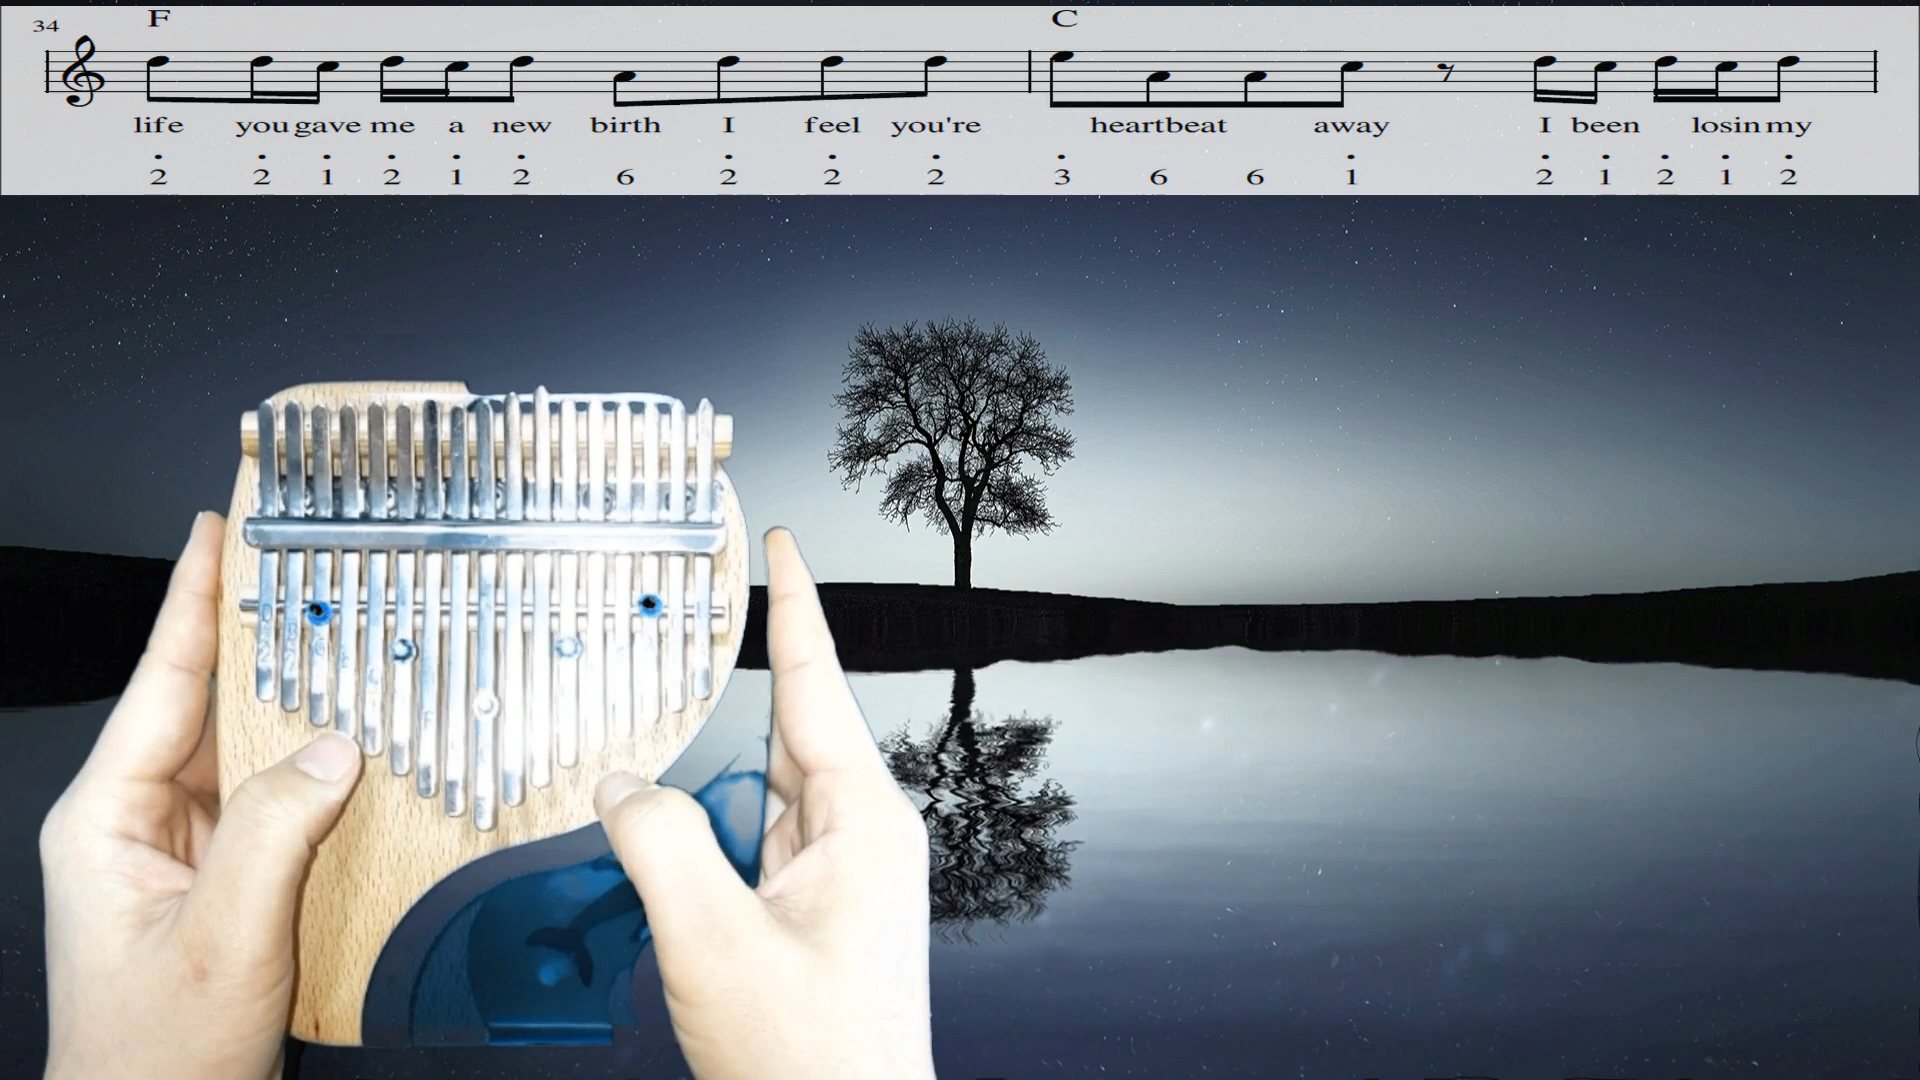 34 F C
life you gave me a new birth I feel you're heartbeat away I been losin my
2 2 1 2 1 2 6 2 2 2 3 6 6 1 2 1 2 1 2